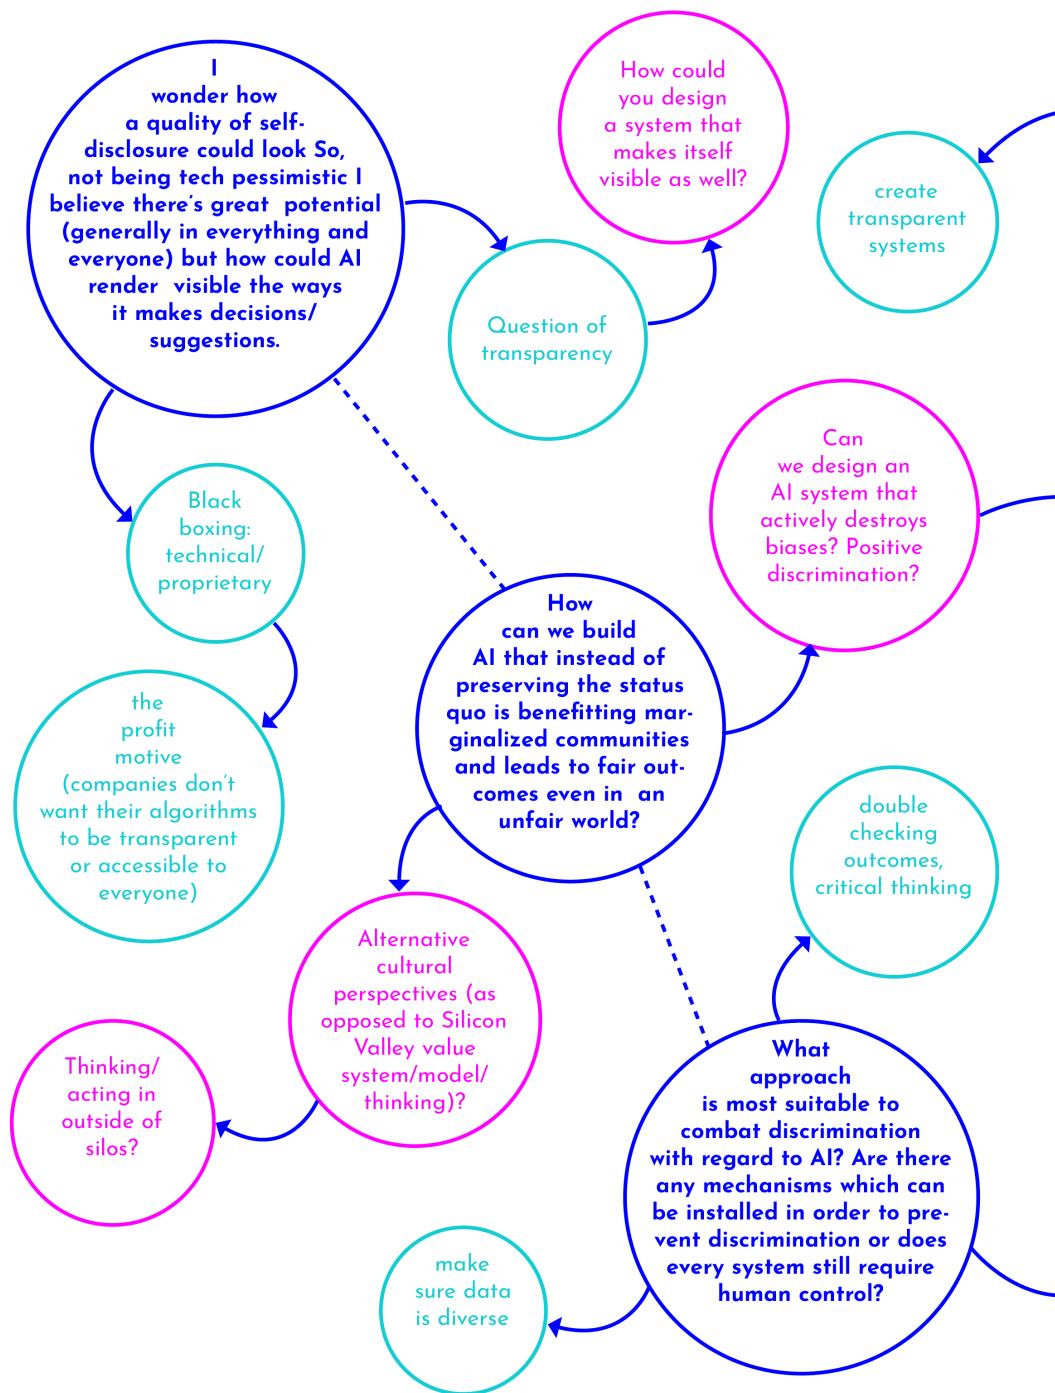 I
wonder how
a quality of self-
disclosure could look So,
not being tech pessimistic I
believe there's great  potential
(generally in everything and
everyone) but how could AI
render  visible the ways
it makes decisions/
suggestions.
How could
you design
a system that
makes itself
visible as well?
create
transparent
systems
Question of
transparency
Black
boxing:
technical/
proprietary
Can
we design an
AI system that
actively destroys
biases? Positive
discrimination?
How
can we build
AI that instead of
preserving the status
quo is benefitting mar-
ginalized communities
and leads to fair out-
comes even in  an
unfair world?
the
profit
motive
(companies don't
want their algorithms
to be transparent
or accessible to
everyone)
double
checking
outcomes,
critical thinking
Alternative
cultural
perspectives (as
opposed to Silicon
Valley value
system/model/
thinking)?
Thinking/
acting in
outside of
silos?
What
approach
is most suitable to
combat discrimination
with regard to AI? Are there
any mechanisms which can
be installed in order to pre-
vent discrimination or does
every system still require
human control?
make
sure data
is diverse